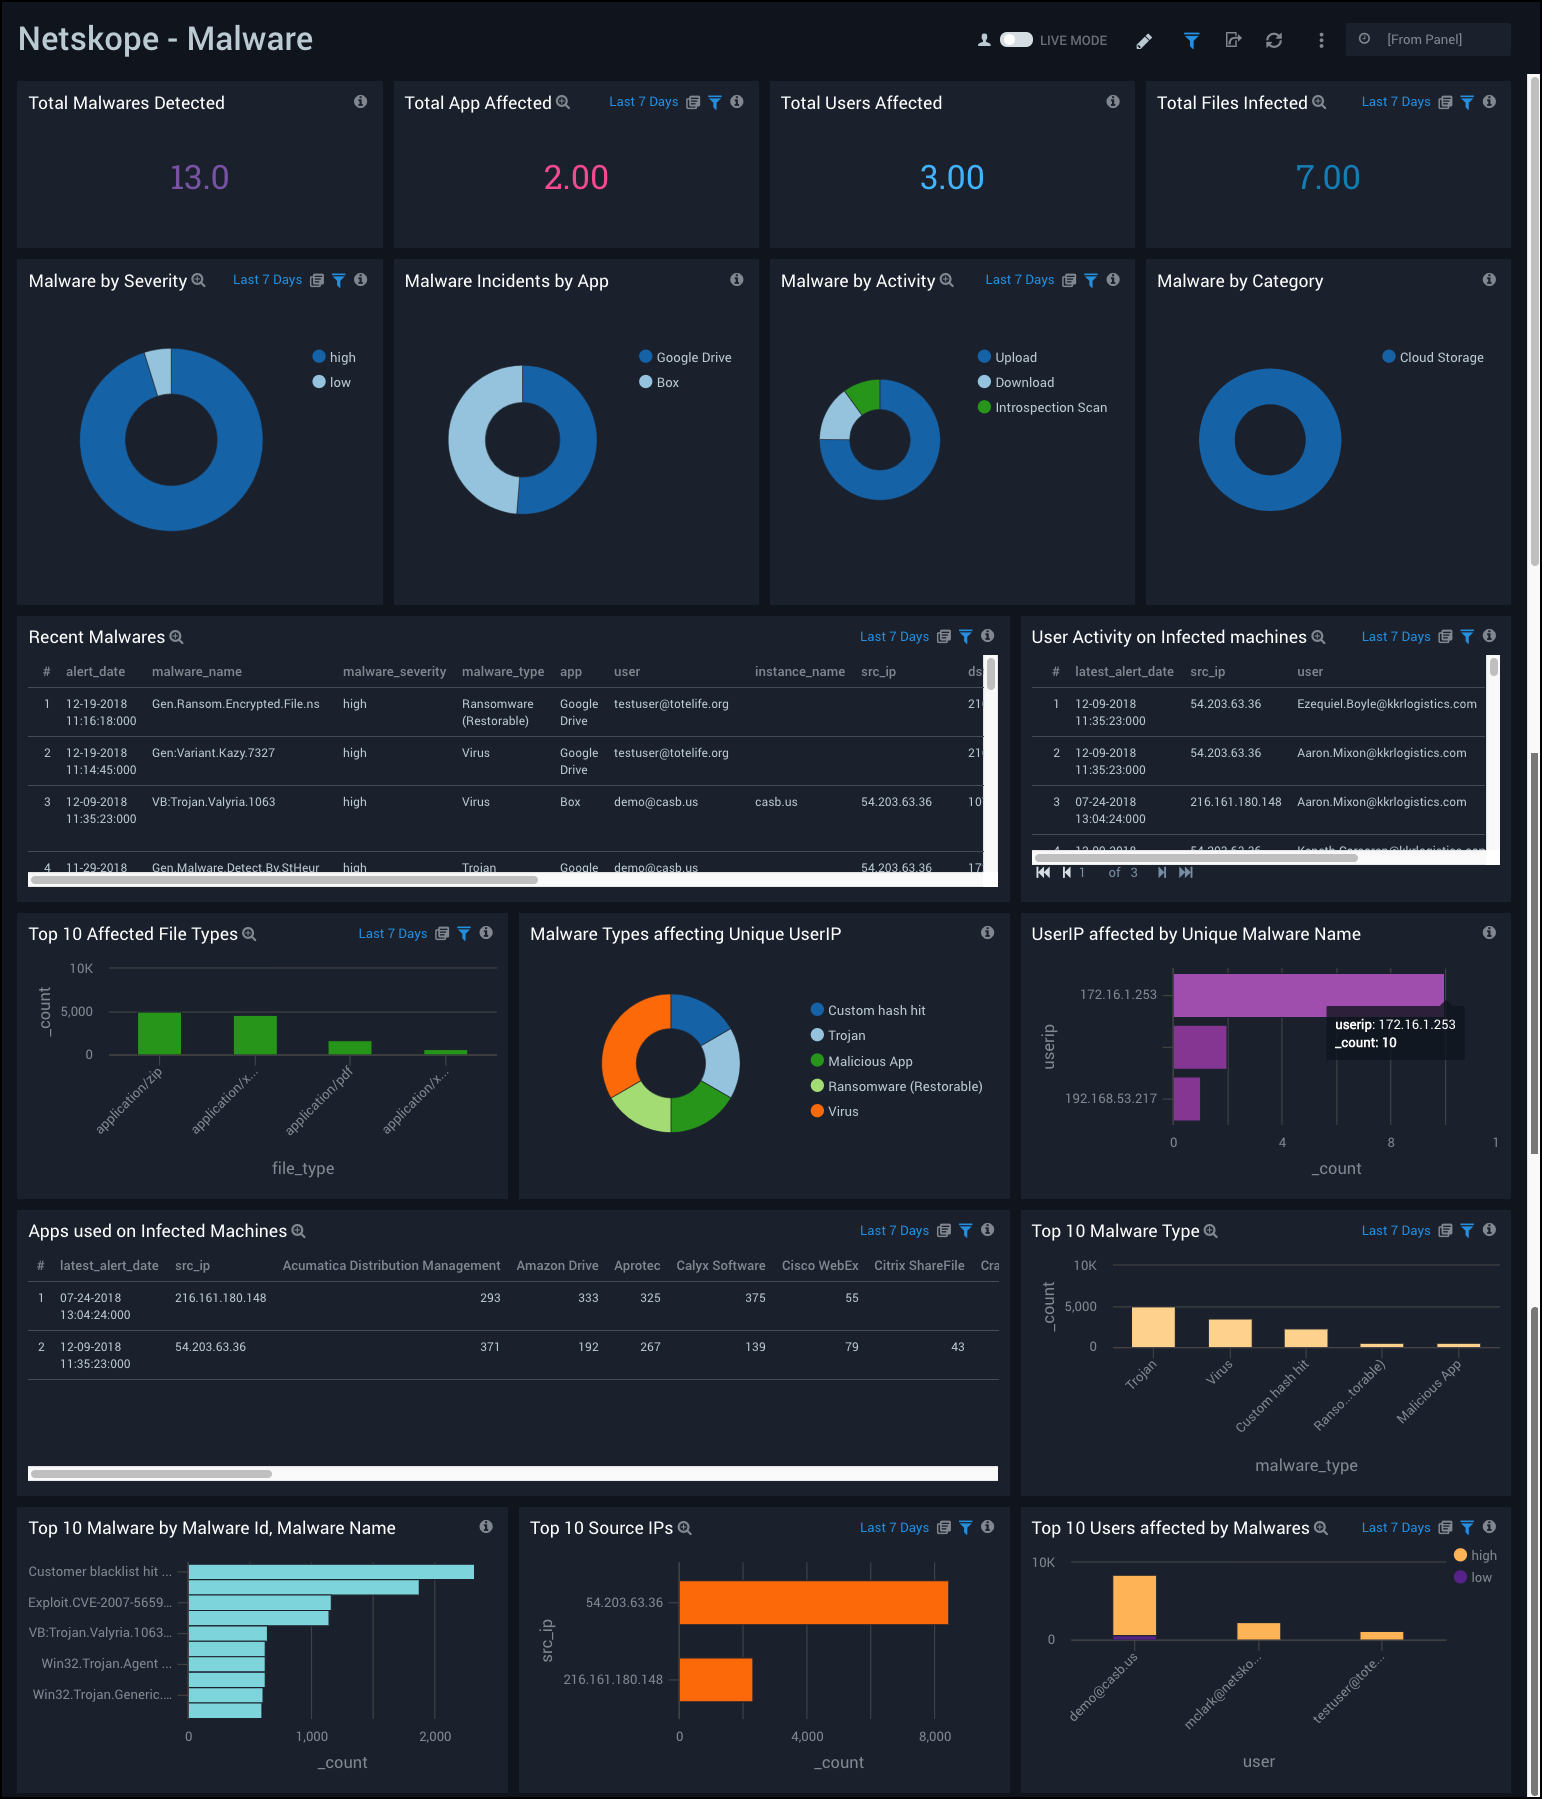 Netskope - Malware
LIVE MODE
[From Panel]
Total Malwares Detected
13.0
Total App Affected
Last 7 Days
2.00
Total Users Affected
3.00
Total Files Infected
Last 7 Days
7.00
Malware by Severity
Last 7 Days
high
low
Malware Incidents by App
Google Drive
Box
Malware by Activity
Last 7 Days
Upload
Download
Introspection Scan
Malware by Category
Cloud Storage
Recent Malwares
Last 7 Days
# alert_date malware_name malware_severity malware_type app user instance_name src_ip ds
1 12-19-2018 Gen.Ransom.Encrypted.File.ns high Ransomware Google testuser@totelife.org 21
11:16:18:000 (Restorable) Drive
2 12-19-2018 Gen:Variant.Kazy.7327 high Virus Google testuser@totelife.org 21
11:14:45:000 Drive
3 12-09-2018 VB:Trojan.Valyria.1063 high Virus Box demo@casb.us casb.us 54.203.63.36 10
11:35:23:000
4 11-29-2018 Gen.Malware.Detect.By.StHeur high Trojan Google demo@casb.us 54.203.63.36 17
User Activity on Infected machines
Last 7 Days
# latest_alert_date src_ip user
1 12-09-2018 54.203.63.36 Ezequiel.Boyle@kkrlogistics.com
11:35:23:000
2 12-09-2018 54.203.63.36 Aaron.Mixon@kkrlogistics.com
11:35:23:000
3 07-24-2018 216.161.180.148 Aaron.Mixon@kkrlogistics.com
13:04:24:000
4 12-09-2018 54.203.63.36
1 of 3
Top 10 Affected File Types
Last 7 Days
_count
10K
5,000
0
application/zip
application/x...
application/pdf
application/x...
file_type
Malware Types affecting Unique UserIP
Custom hash hit
Trojan
Malicious App
Ransomware (Restorable)
Virus
UserIP affected by Unique Malware Name
userip
172.16.1.253
192.168.53.217
userip: 172.16.1.253
_count: 10
0 4 8 1
_count
Apps used on Infected Machines
Last 7 Days
# latest_alert_date src_ip Acumatica Distribution Management Amazon Drive Aprotec Calyx Software Cisco WebEx Citrix ShareFile Cra
1 07-24-2018 216.161.180.148 293 333 325 375 55
13:04:24:000
2 12-09-2018 54.203.63.36 371 192 267 139 79 43
11:35:23:000
Top 10 Malware Type
Last 7 Days
_count
10K
5,000
0
Trojan
Virus
Custom hash hit
Ranso...torable)
Malicious App
malware_type
Top 10 Malware by Malware Id, Malware Name
Customer blacklist hit ...
Exploit.CVE-2007-5659...
VB:Trojan.Valyria.1063...
Win32.Trojan.Agent ...
Win32.Trojan.Generic....
0 1,000 2,000
_count
Top 10 Source IPs
Last 7 Days
src_ip
54.203.63.36
216.161.180.148
0 4,000 8,000
_count
Top 10 Users affected by Malwares
Last 7 Days
10K
0
high
low
demo@casb.us
mclark@netsko...
testuser@tote...
user